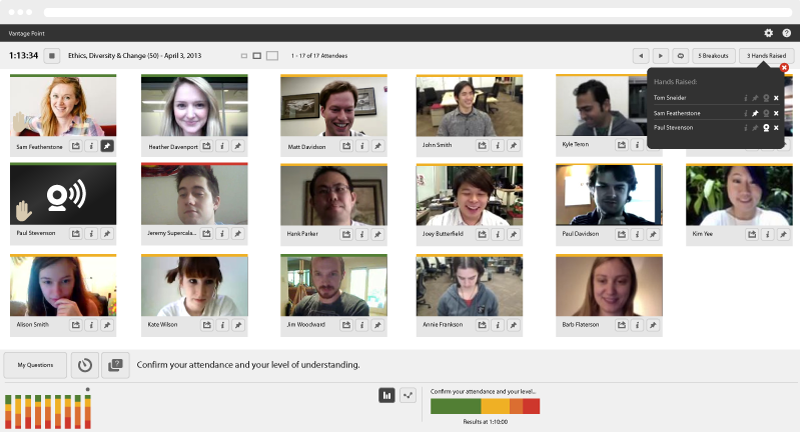 Vantage Point
?
1:13:34
Ethics, Diversity & Change (50) - April 3, 2013
1 - 17 of 17 Attendees
5 Breakouts
3 Hands Raised
Hands Raised:
Tom Sneider
Sam Featherstone
Paul Stevenson
Sam Featherstone
Heather Davenport
Matt Davidson
John Smith
Kyle Teron
Paul Stevenson
Jeremy Supercala...
Hank Parker
Joey Butterfield
Paul Davidson
Kim Yee
Alison Smith
Kate Wilson
Jim Woodward
Annie Frankson
Barb Flaterson
My Questions
Confirm your attendance and your level of understanding.
Confirm your attendance and your level...
Results at 1:10:00